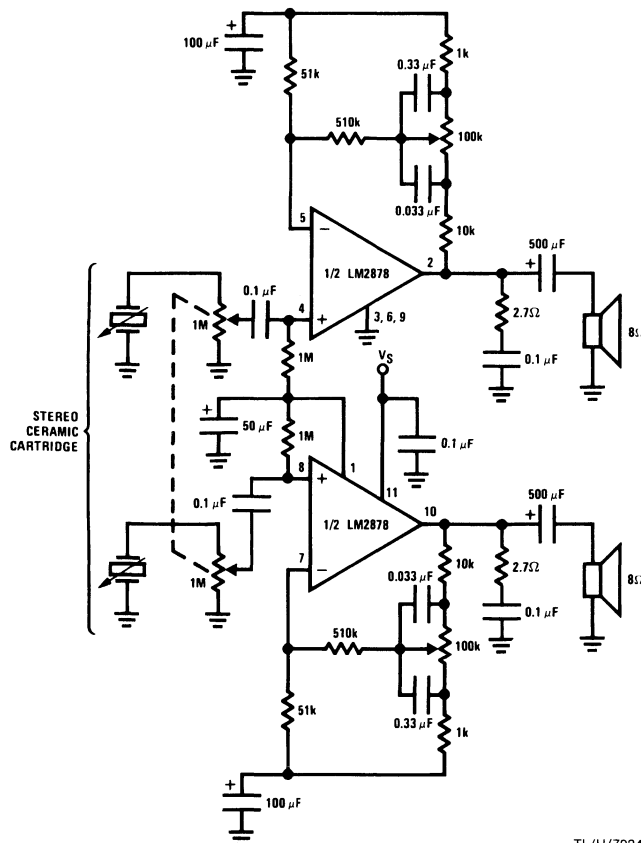 100 μF
+
51k
0.33 μF
1k
510k
100k
0.033 μF
10k
5
−
1/2 LM2878
2
+
500 μF
0.1 μF
4
+
3, 6, 9
2.7Ω
8Ω
1M
1M
VS
0.1 μF
STEREO
CERAMIC
CARTRIDGE
+
50 μF
1M
0.1 μF
8
+
1
11
0.1 μF
1/2 LM2878
10
+
500 μF
7
−
10k
2.7Ω
8Ω
1M
0.033 μF
0.1 μF
510k
100k
51k
0.33 μF
1k
+
100 μF